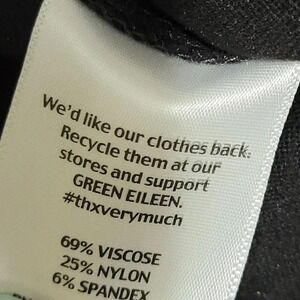 We'd like our clothes back.
Recycle them at our
stores and support
GREEN EILEEN.
#thxverymuch
69% VISCOSE
25% NYLON
6% SPANDEX